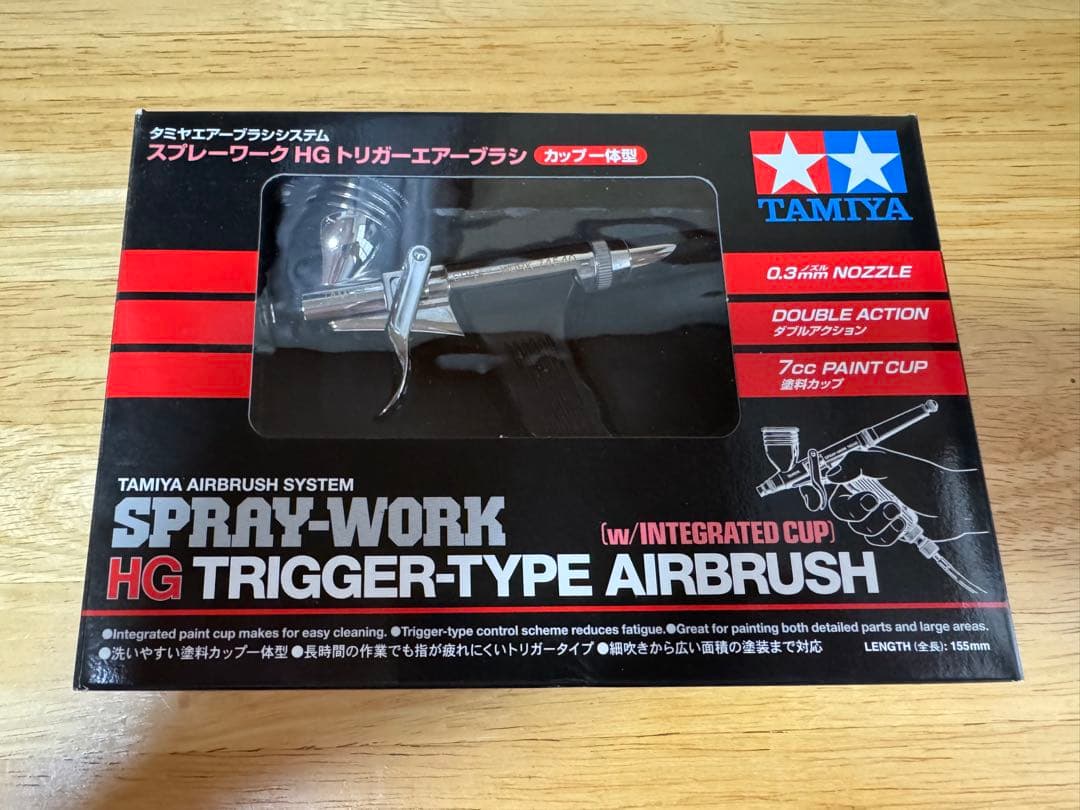 タミヤエアーブラシシステム
スプレーワーク HG トリガーエアーブラシ カップ一体型
TAMIYA
0.3mm ノズル NOZZLE
DOUBLE ACTION
ダブルアクション
7cc PAINT CUP
塗料カップ
TAMIYA AIRBRUSH SYSTEM
SPRAY-WORK
(w/INTEGRATED CUP)
HG TRIGGER-TYPE AIRBRUSH
●Integrated paint cup makes for easy cleaning. ●Trigger-type control scheme reduces fatigue. ●Great for painting both detailed parts and large areas.
●洗いやすい塗料カップ一体型 ●長時間の作業でも指が疲れにくいトリガータイプ ●細吹きから広い面積の塗装まで対応
LENGTH (全長): 155mm